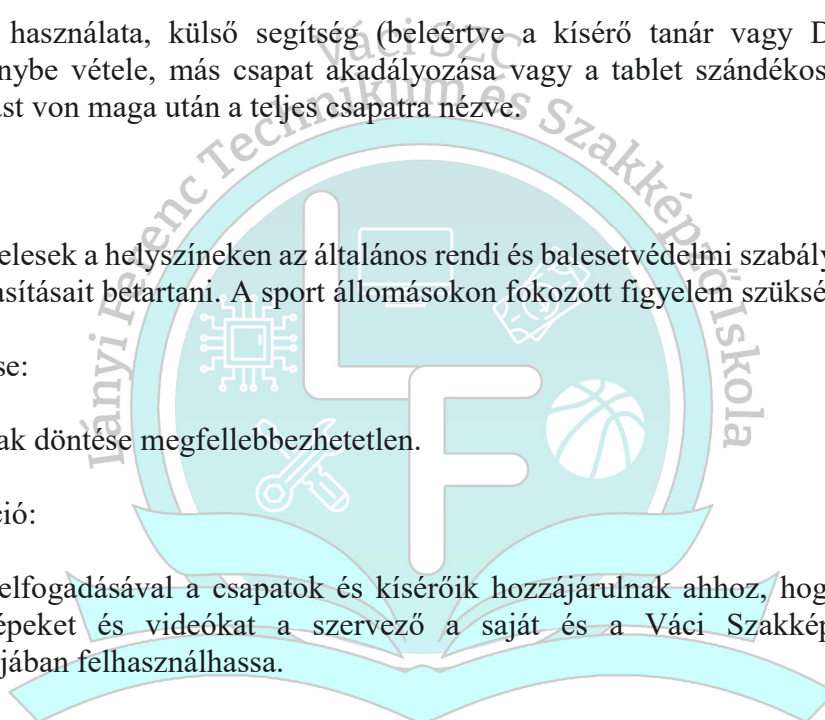 használata, külső segítség (beleértve a kísérő tanár vagy D
nybe vétele, más csapat akadályozása vagy a tablet szándékos
ást von maga után a teljes csapatra nézve.
elesek a helyszíneken az általános rendi és balesetvédelmi szabály
asításait betartani. A sport állomásokon fokozott figyelem szüksé
se:
ak döntése megfellebbezhetetlen.
ció:
elfogadásával a csapatok és kísérőik hozzájárulnak ahhoz, hog
épeket és videókat a szervező a saját és a Váci Szakkép
jában felhasználhassa.
Váci SZC
Lányi Ferenc Technikum és Szakképző Iskola
LF